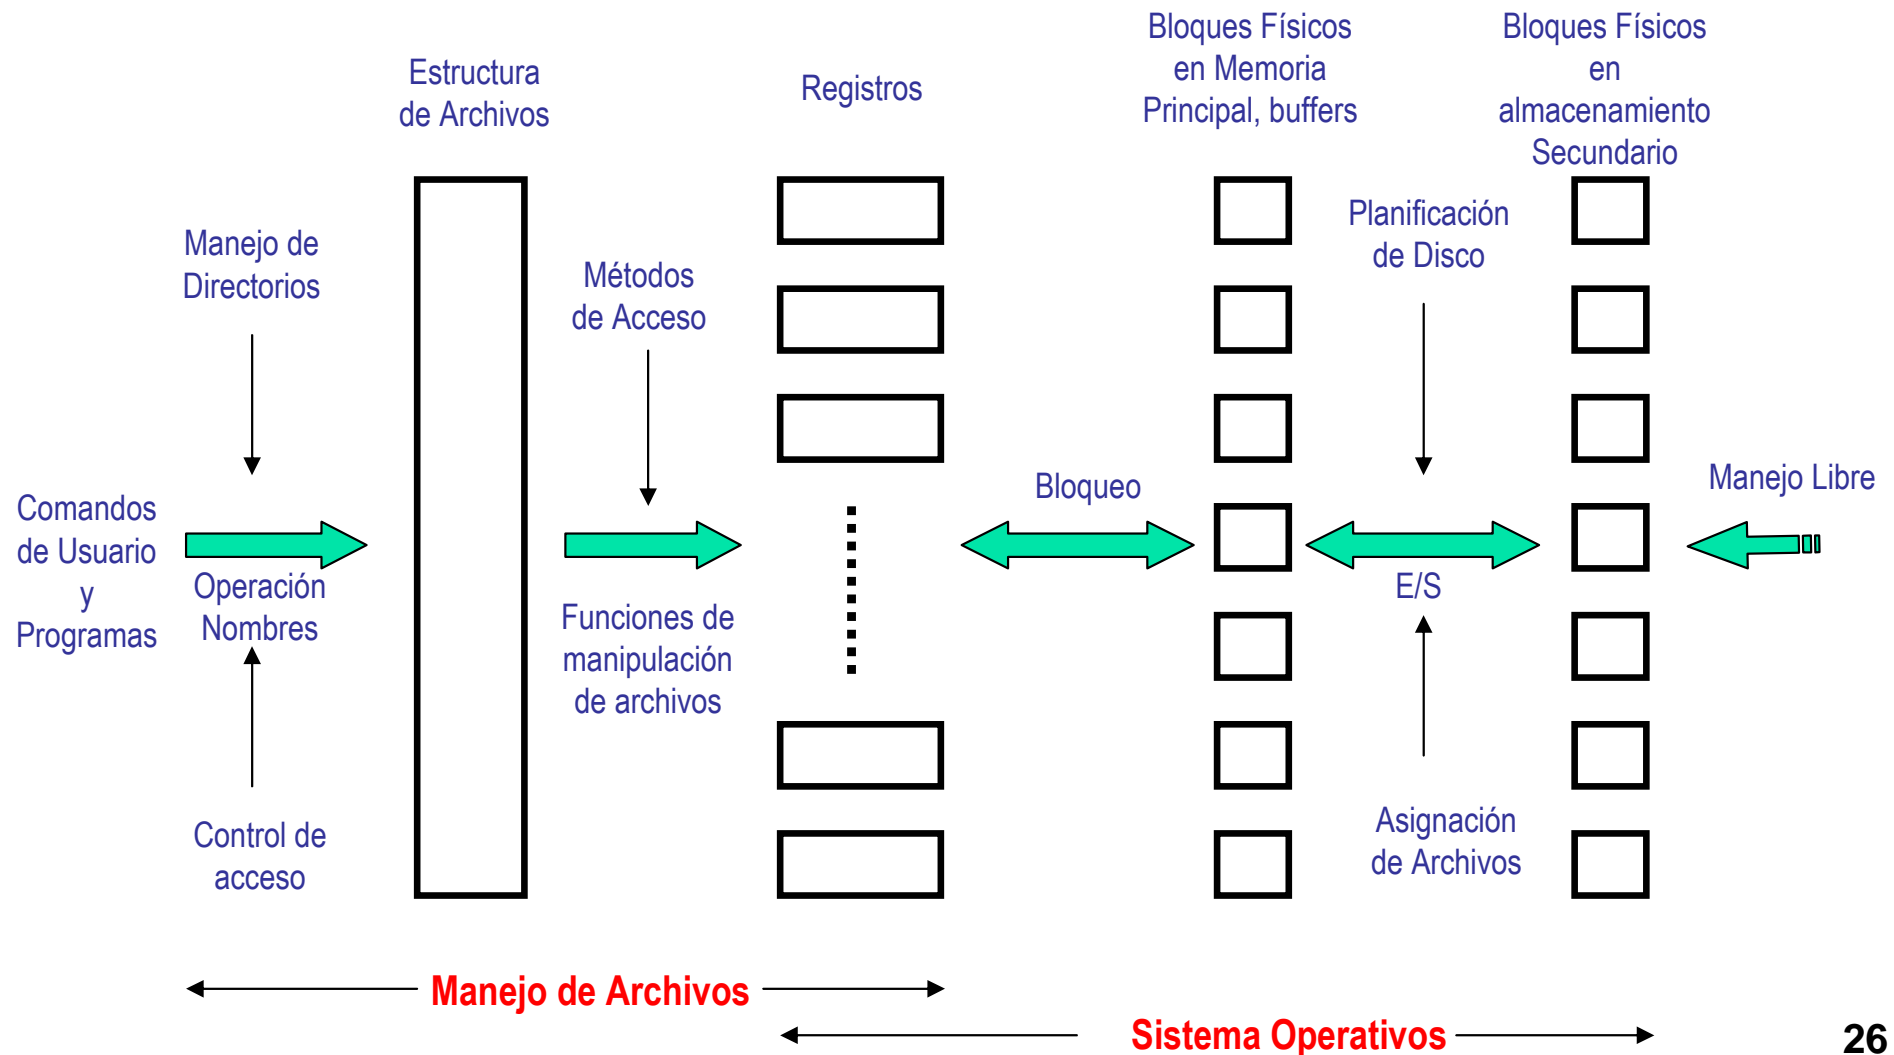 Estructura
de Archivos
Registros
Bloques Físicos
en Memoria
Principal, buffers
Bloques Físicos
en
almacenamiento
Secundario
Manejo de
Directorios
Métodos
de Acceso
Planificación
de Disco
Comandos
de Usuario
y
Programas
Operación
Nombres
Funciones de
manipulación
de archivos
Bloqueo
E/S
Manejo Libre
Control de
acceso
Asignación
de Archivos
Manejo de Archivos
Sistema Operativos
26